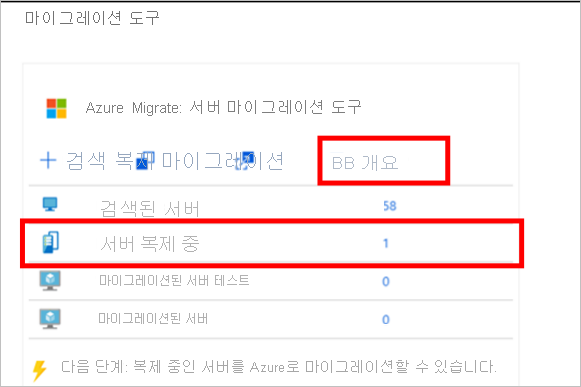 마이그레이션 도구
Azure Migrate: 서버 마이그레이션 도구
검색 복제 마이그레이션 BB 개요
검색된 서버 58
서버 복제 중 1
마이그레이션된 서버 테스트 0
마이그레이션된 서버 0
다음 단계: 복제 중인 서버를 Azure로 마이그레이션할 수 있습니다.